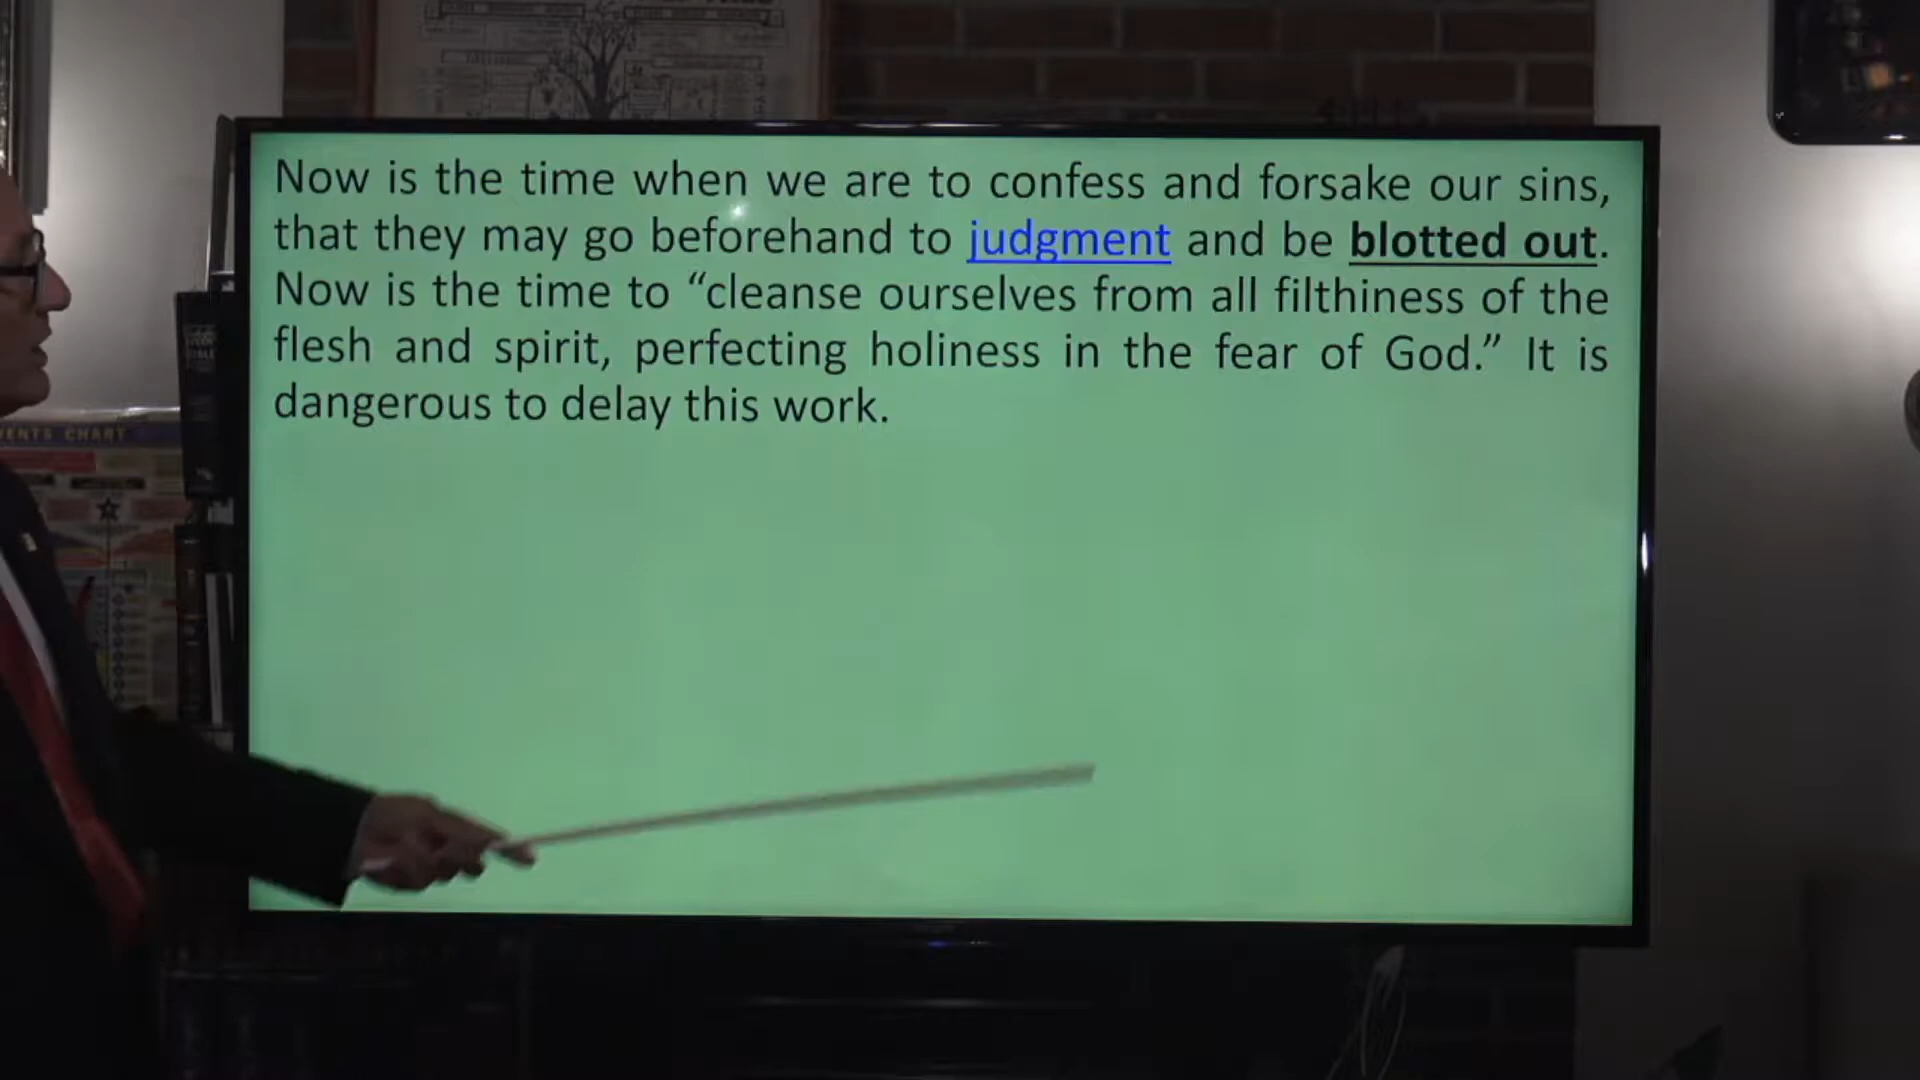 Now is the time when we are to confess and forsake our sins,
that they may go beforehand to judgment and be blotted out.
Now is the time to “cleanse ourselves from all filthiness of the
flesh and spirit, perfecting holiness in the fear of God.” It is
dangerous to delay this work.
EVENTS CHART